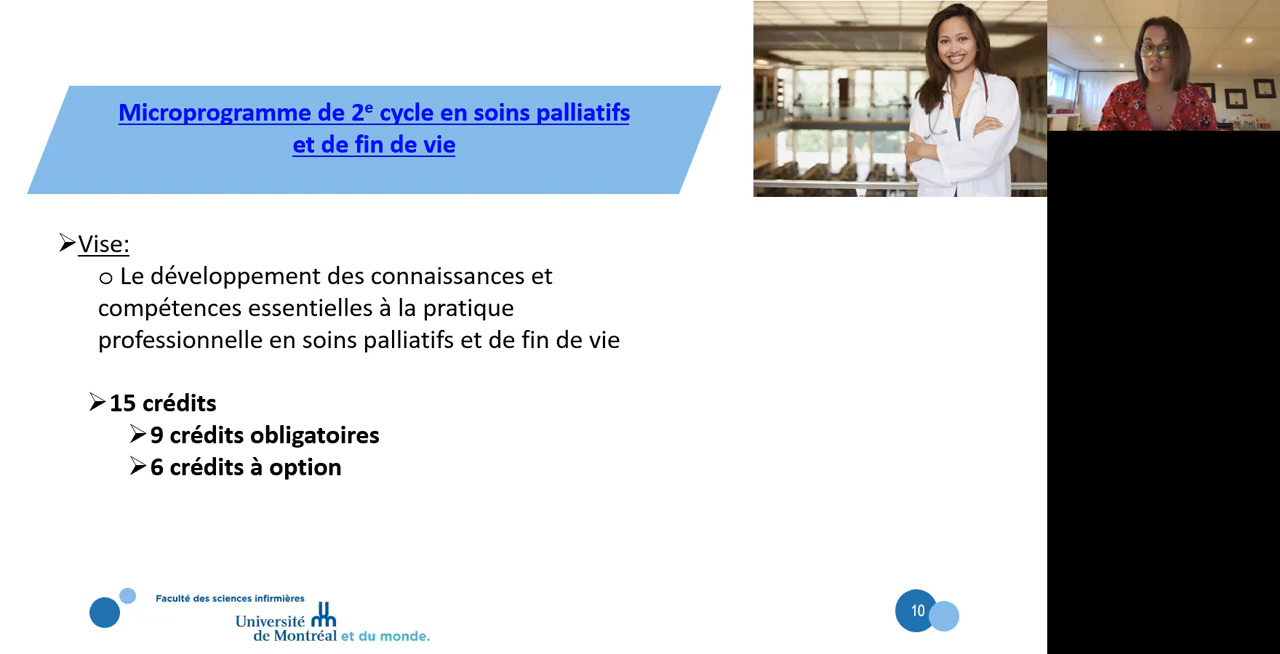 Microprogramme de 2e cycle en soins palliatifs
et de fin de vie
➢Vise:
o Le développement des connaissances et
compétences essentielles à la pratique
professionnelle en soins palliatifs et de fin de vie
➢15 crédits
➢9 crédits obligatoires
➢6 crédits à option
Faculté des sciences infirmières
Université
de Montréal et du monde.
10